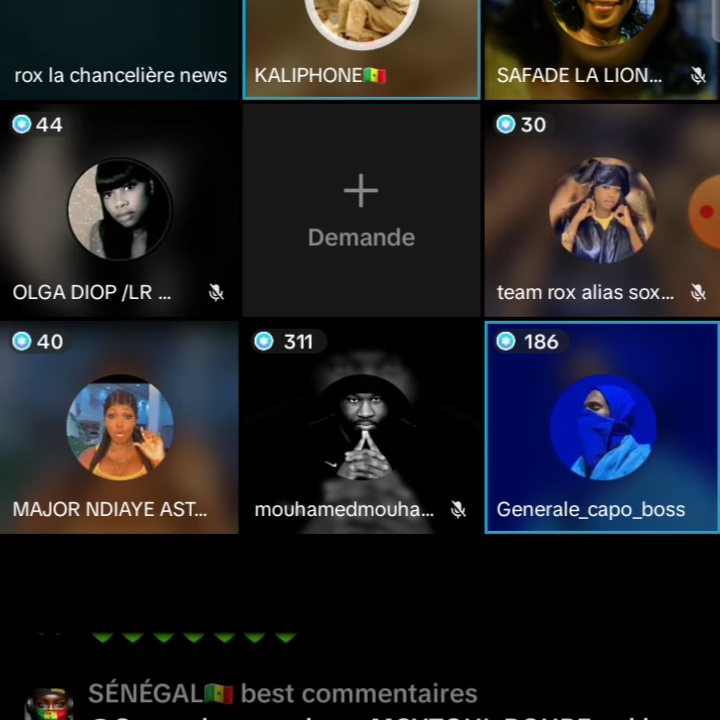 rox la chancelière news
KALIPHONE🇸🇳
SAFADE LA LION...
44
30
Demande
OLGA DIOP /LR ...
team rox alias sox...
40
311
186
MAJOR NDIAYE AST...
mouhamedmouha...
Generale_capo_boss
SÉNÉGAL🇸🇳 best commentaires